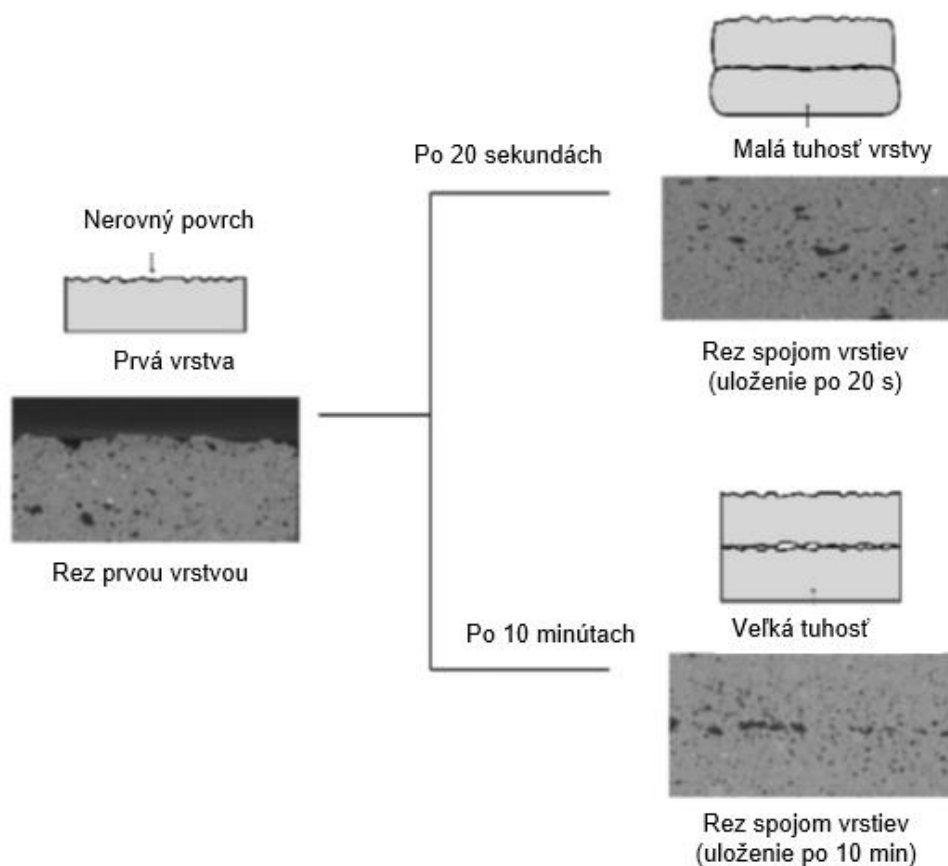 Nerovný povrch
Prvá vrstva
Rez prvou vrstvou
Po 20 sekundách
Malá tuhosť vrstvy
Rez spojom vrstiev
(uloženie po 20 s)
Po 10 minútach
Veľká tuhosť
Rez spojom vrstiev
(uloženie po 10 min)